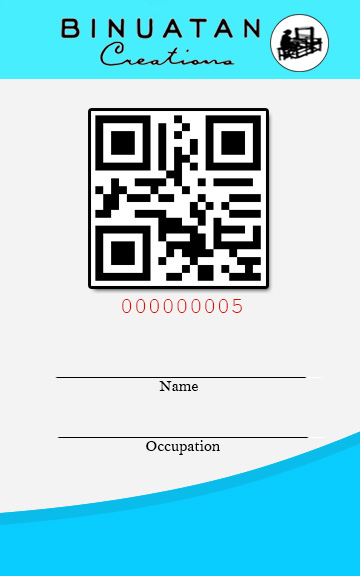 BINUATAN
Creations
000000005
Name
Occupation